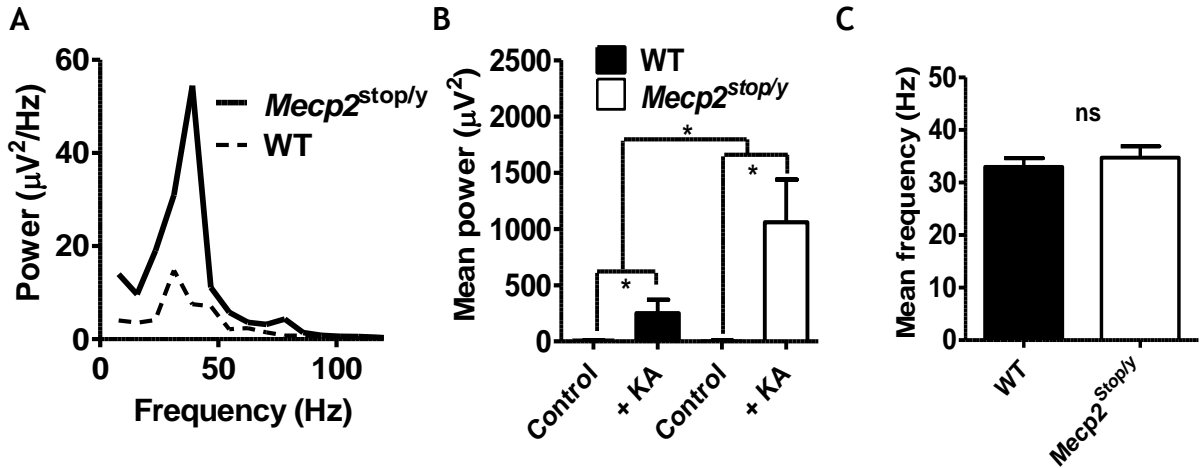 A
Power (µV²/Hz)
60
40
20
0
Mecp2stop/y
WT
0
50
100
Frequency (Hz)
B
Mean power (µV²)
2500
2000
1500
1000
500
0
WT
Mecp2stop/y
*
*
*
Control
+ KA
Control
+ KA
C
Mean frequency (Hz)
50
40
30
20
10
0
ns
WT
Mecp2Stop/y